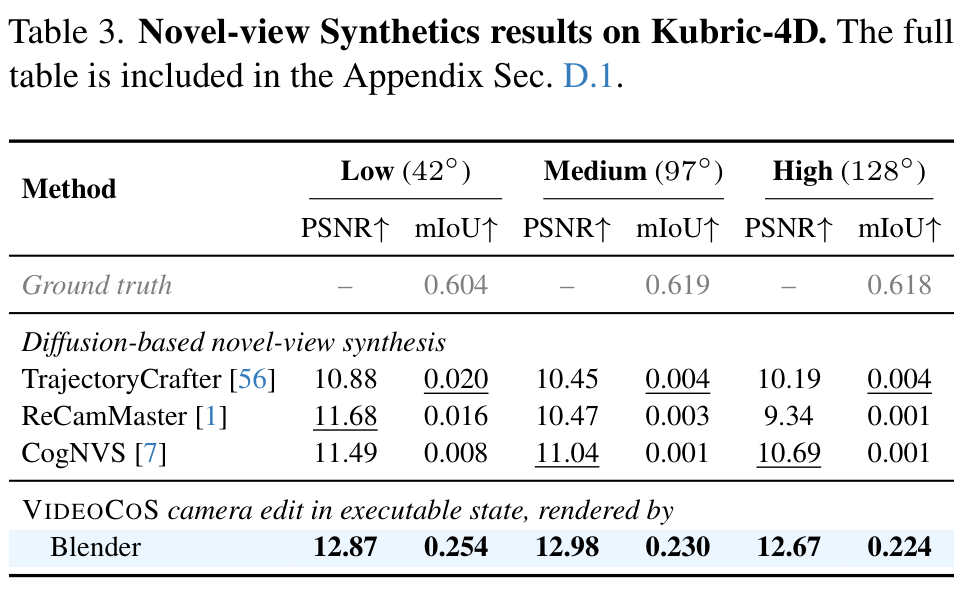 Table 3. Novel-view Synthetics results on Kubric-4D. The full
table is included in the Appendix Sec. D.1.
Method Low (42°) Medium (97°) High (128°)
PSNR↑ mIoU↑ PSNR↑ mIoU↑ PSNR↑ mIoU↑
Ground truth – 0.604 – 0.619 – 0.618
Diffusion-based novel-view synthesis
TrajectoryCrafter [56] 10.88 0.020 10.45 0.004 10.19 0.004
ReCamMaster [1] 11.68 0.016 10.47 0.003 9.34 0.001
CogNVS [7] 11.49 0.008 11.04 0.001 10.69 0.001
VIDEOCOS camera edit in executable state, rendered by
Blender 12.87 0.254 12.98 0.230 12.67 0.224